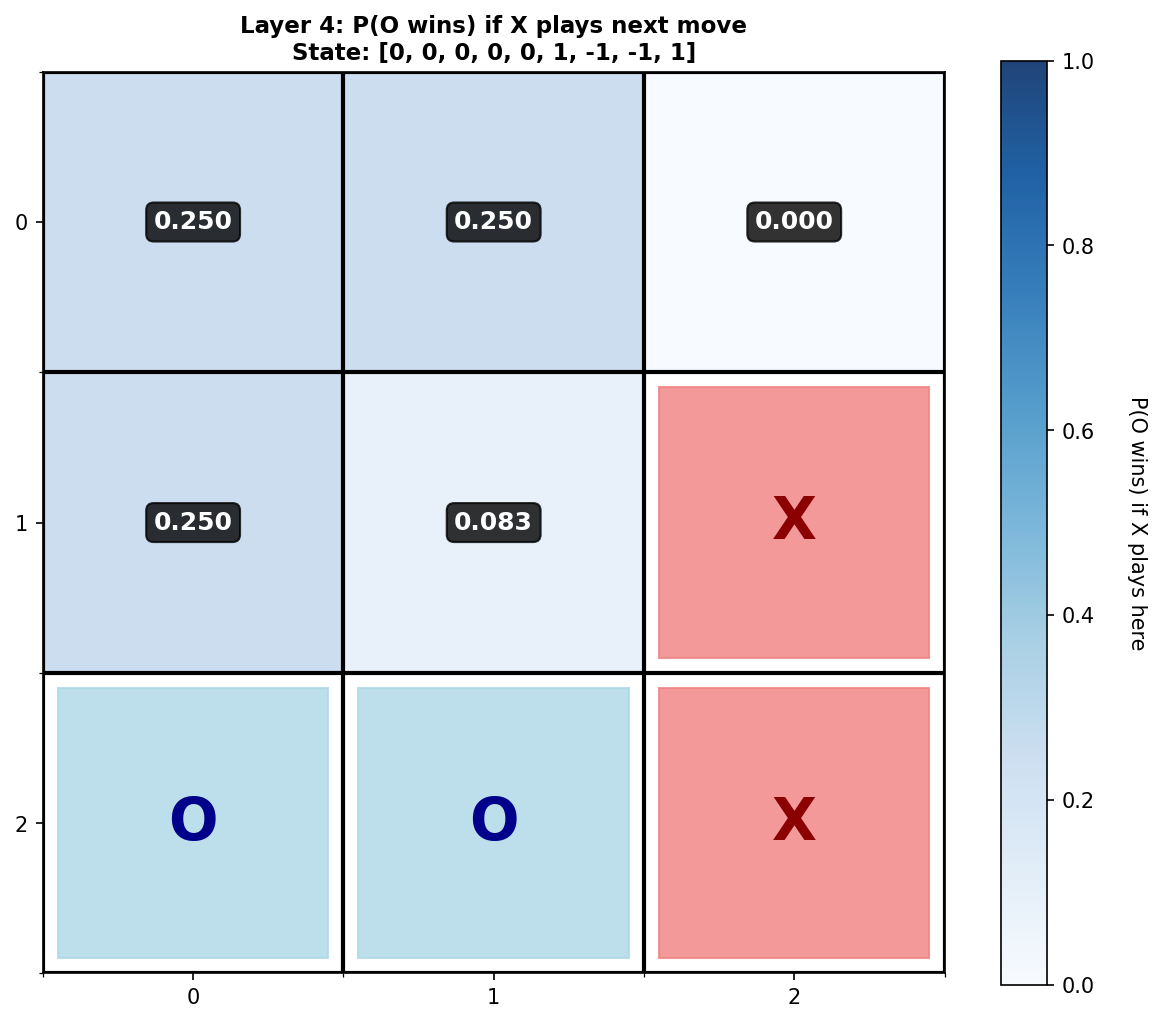 Layer 4: P(O wins) if X plays next move
State: [0, 0, 0, 0, 0, 1, -1, -1, 1]
0
0.250
0.250
0.000
1
0.250
0.083
X
2
O
O
X
0
1
2
1.0
0.8
0.6
0.4
0.2
0.0
P(O wins) if X plays here